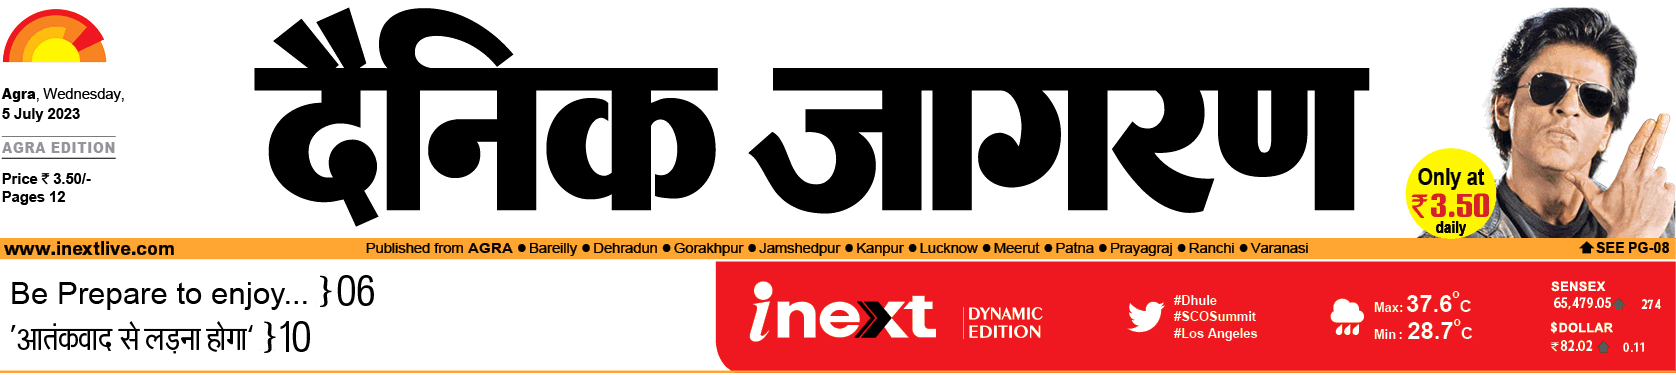 Agra, Wednesday,
5 July 2023
AGRA EDITION
Price ₹ 3.50/-
Pages 12
दैनिक जागरण
Only at
₹3.50
daily
www.inextlive.com
Published from AGRA ● Bareilly ● Dehradun ● Gorakhpur ● Jamshedpur ● Kanpur ● Lucknow ● Meerut ● Patna ● Prayagraj ● Ranchi ● Varanasi
SEE PG-08
Be Prepare to enjoy... }06
’आतंकवाद से लड़ना होगा‘ }10
inext
DYNAMIC
EDITION
#Dhule
#SCOSummit
#Los Angeles
Max: 37.6°C
Min : 28.7°C
SENSEX
65,479.05 274
$DOLLAR
₹82.02 0.11